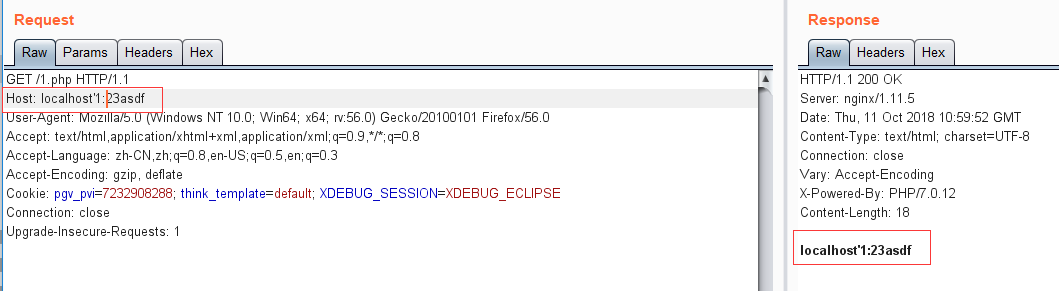 Request
Raw Params Headers Hex
GET /1.php HTTP/1.1
Host: localhost'1:23asdf
User-Agent: Mozilla/5.0 (Windows NT 10.0; Win64; x64; rv:56.0) Gecko/20100101 Firefox/56.0
Accept: text/html,application/xhtml+xml,application/xml;q=0.9,*/*;q=0.8
Accept-Language: zh-CN,zh;q=0.8,en-US;q=0.5,en;q=0.3
Accept-Encoding: gzip, deflate
Cookie: pgv_pvi=7232908288; think_template=default; XDEBUG_SESSION=XDEBUG_ECLIPSE
Connection: close
Upgrade-Insecure-Requests: 1
Response
Raw Headers Hex
HTTP/1.1 200 OK
Server: nginx/1.11.5
Date: Thu, 11 Oct 2018 10:59:52 GMT
Content-Type: text/html; charset=UTF-8
Connection: close
Vary: Accept-Encoding
X-Powered-By: PHP/7.0.12
Content-Length: 18
localhost'1:23asdf